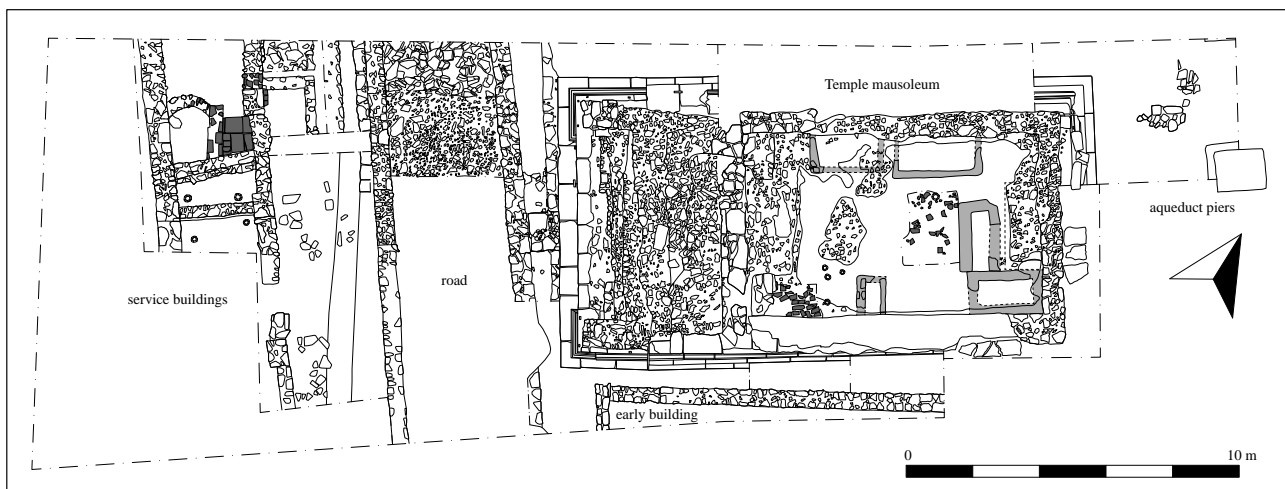 Temple mausoleum
aqueduct piers
road
service buildings
early building
0 10 m